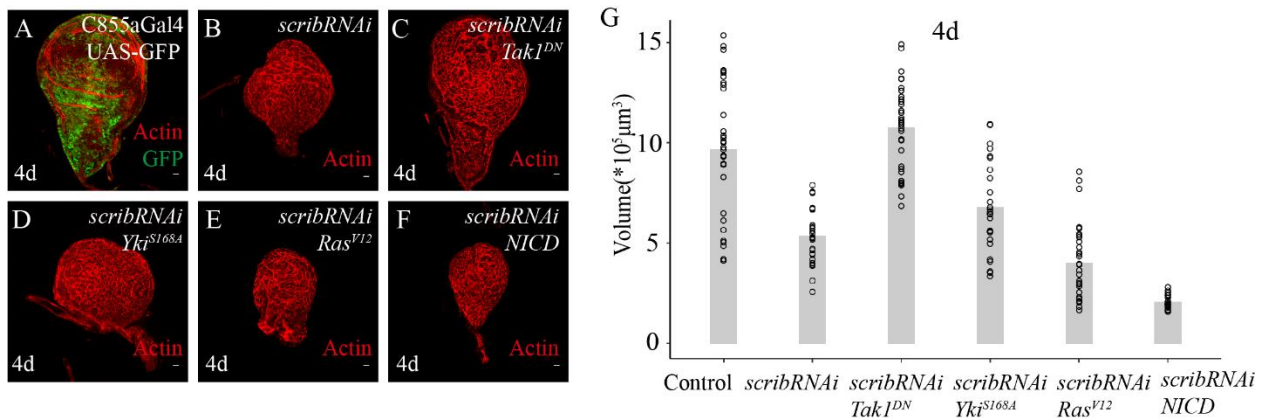 A
C855aGal4
UAS-GFP
Actin
GFP
4d
B
scribRNAi
Actin
4d
C
scribRNAi
Tak1ᴰᴺ
Actin
4d
D
scribRNAi
Ykiˢ¹⁶⁸ᴬ
Actin
4d
E
scribRNAi
Rasⱽ¹²
Actin
4d
F
scribRNAi
NICD
Actin
4d
G
4d
Volume(*10⁵μm³)
15
10
5
0
Control
scribRNAi
scribRNAi
Tak1ᴰᴺ
scribRNAi
Ykiˢ¹⁶⁸ᴬ
scribRNAi
Rasⱽ¹²
scribRNAi
NICD